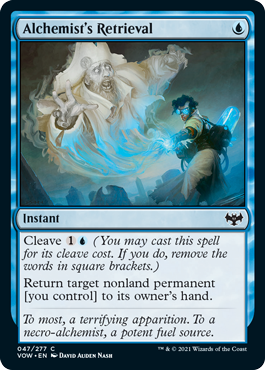 Alchemist's Retrieval
Instant
Cleave 1 (You may cast this spell
for its cleave cost. If you do, remove the
words in square brackets.)
Return target nonland permanent
[you control] to its owner's hand.
To most, a terrifying apparition. To a
necro-alchemist, a potent fuel source.
047/277 C
VOW • EN DAVID AUDEN NASH
™ & © 2021 Wizards of the Coast